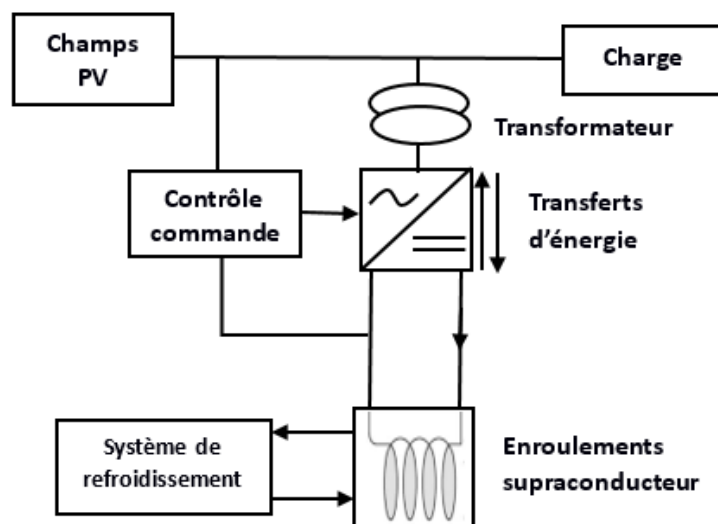 Champs
PV
Charge
Transformateur
Contrôle
commande
Transferts
d'énergie
Système de
refroidissement
Enroulements
supraconducteur